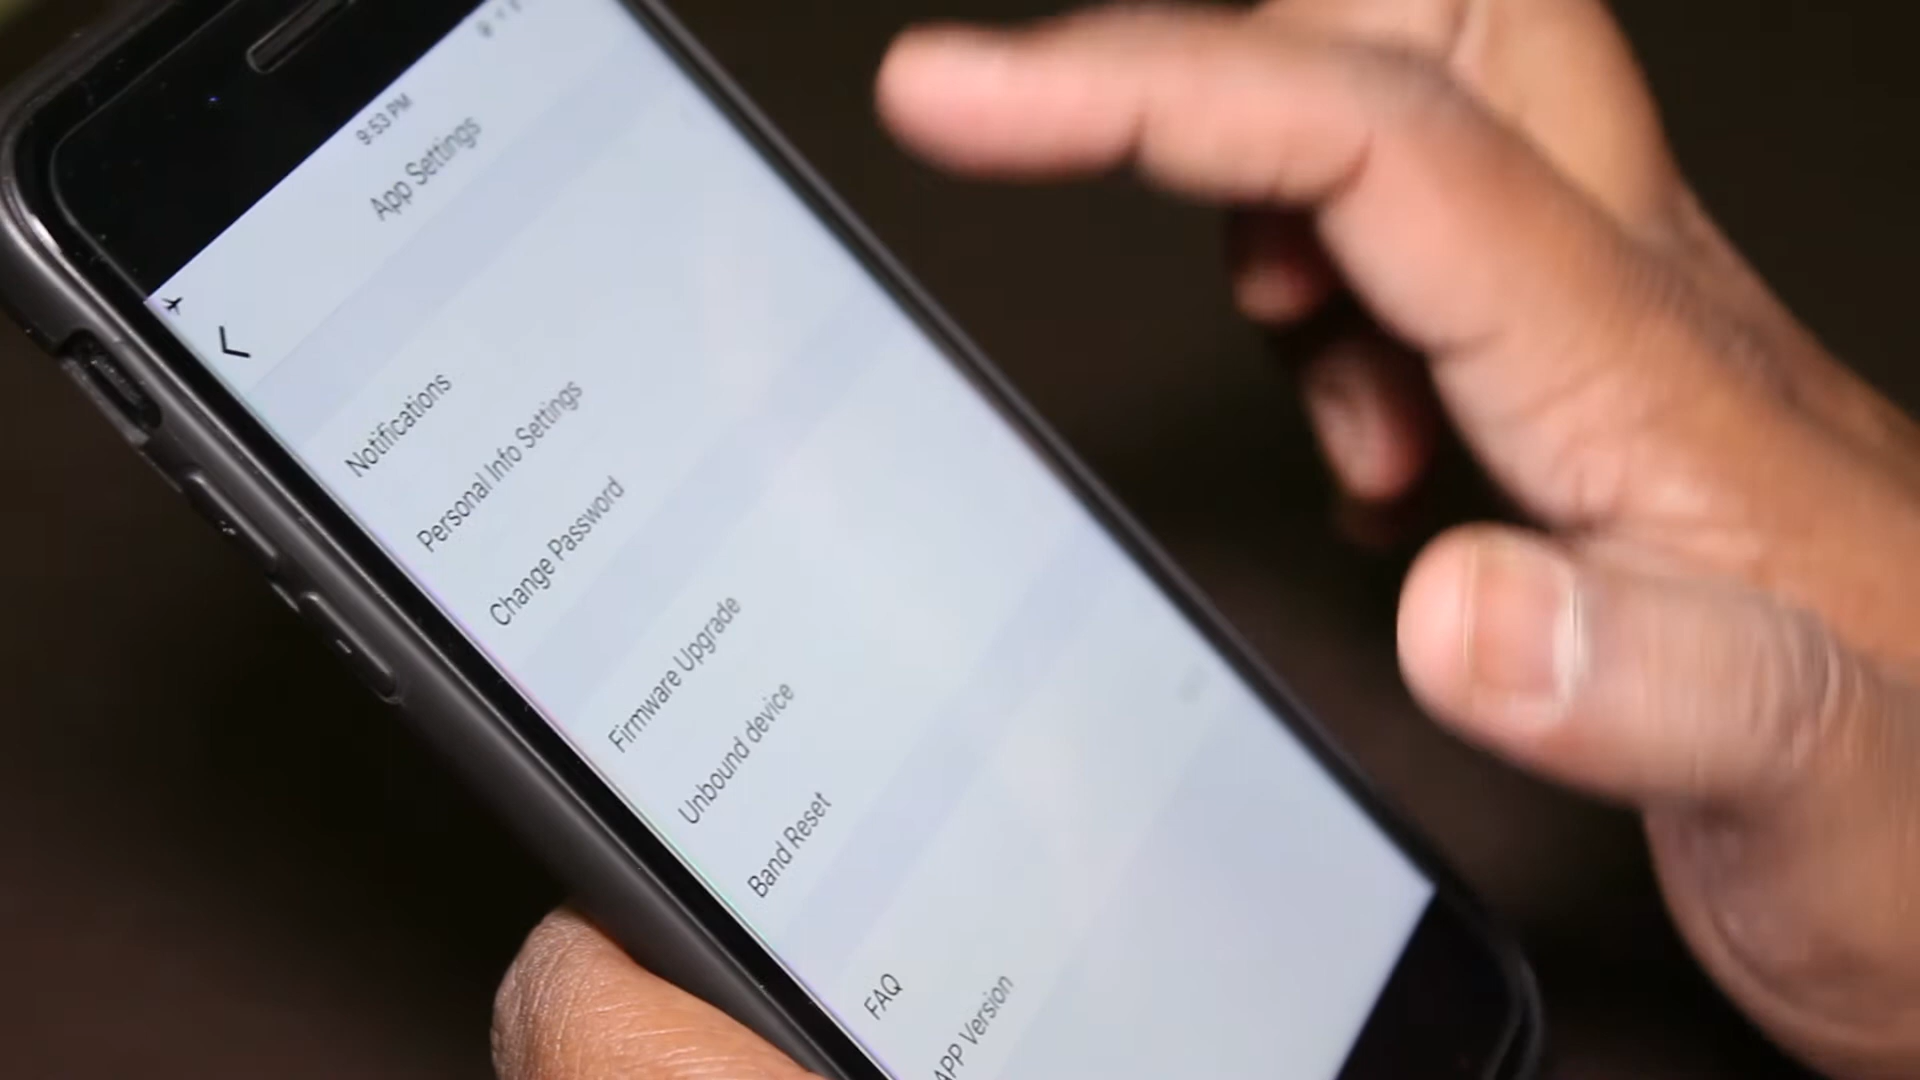 9:53 PM
App Settings
Notifications
Personal Info Settings
Change Password
Firmware Upgrade
Unbound device
Band Reset
FAQ
APP Version